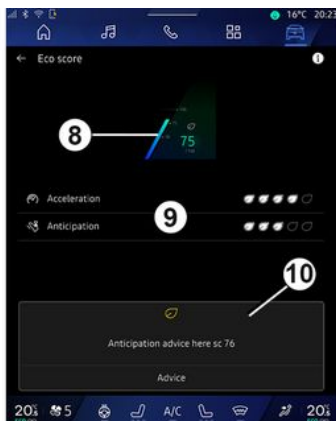 16°C 20:23
Eco score
8
75
Acceleration
9
Anticipation
10
Anticipation advice here sc 76
Advice
20 5 A/C 20